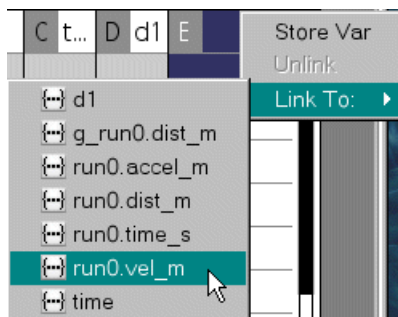 C t... D d1 E
Store Var
Unlink
Link To:
d1
g_run0.dist_m
run0.accel_m
run0.dist_m
run0.time_s
run0.vel_m
time